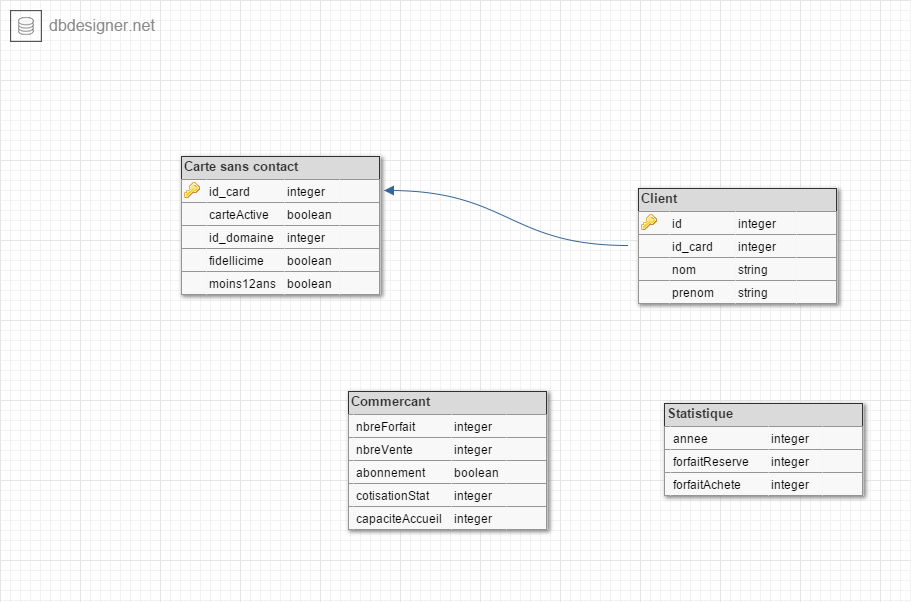 dbdesigner.net
Carte sans contact
id_card integer
carteActive boolean
id_domaine integer
fidellicime boolean
moins12ans boolean
Client
id integer
id_card integer
nom string
prenom string
Commercant
nbreForfait integer
nbreVente integer
abonnement boolean
cotisationStat integer
capaciteAccueil integer
Statistique
annee integer
forfaitReserve integer
forfaitAchete integer